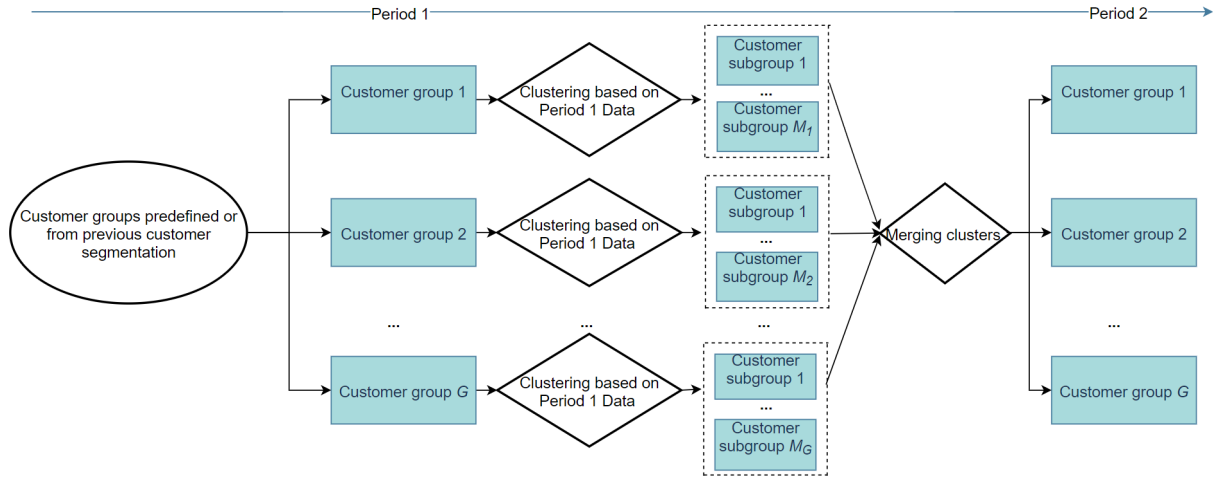 Period 1
Period 2
Customer groups predefined or
from previous customer
segmentation
Customer group 1
Clustering based on
Period 1 Data
Customer
subgroup 1
...
Customer
subgroup M1
Customer group 1
Customer group 2
Clustering based on
Period 1 Data
Customer
subgroup 1
...
Customer
subgroup M2
Merging clusters
Customer group 2
...
...
...
...
Customer group G
Clustering based on
Period 1 Data
Customer
subgroup 1
...
Customer
subgroup MG
Customer group G